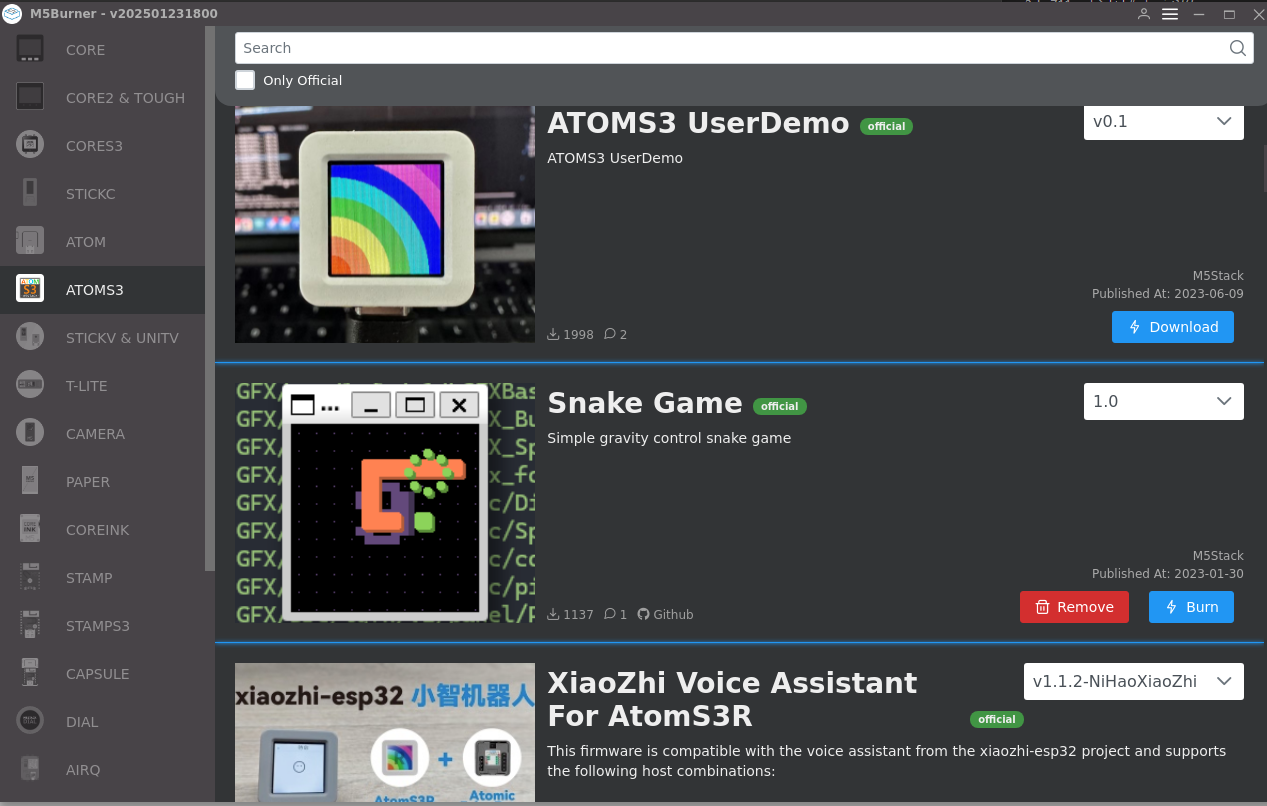 M5Burner - v202501231800
CORE
CORE2 & TOUGH
CORES3
STICKC
ATOM
ATOMS3
STICKV & UNITV
T-LITE
CAMERA
PAPER
COREINK
STAMP
STAMPS3
CAPSULE
DIAL
AIRQ
Search
Only Official
ATOMS3 UserDemo official
v0.1
ATOMS3 UserDemo
M5Stack
Published At: 2023-06-09
1998 2
Download
...
Snake Game official
1.0
Simple gravity control snake game
M5Stack
Published At: 2023-01-30
1137 1 Github
Remove Burn
xiaozhi-esp32 小智机器人
AtomS3R
Atomic
XiaoZhi Voice Assistant
For AtomS3R official
v1.1.2-NiHaoXiaoZhi
This firmware is compatible with the voice assistant from the xiaozhi-esp32 project and supports
the following host combinations: